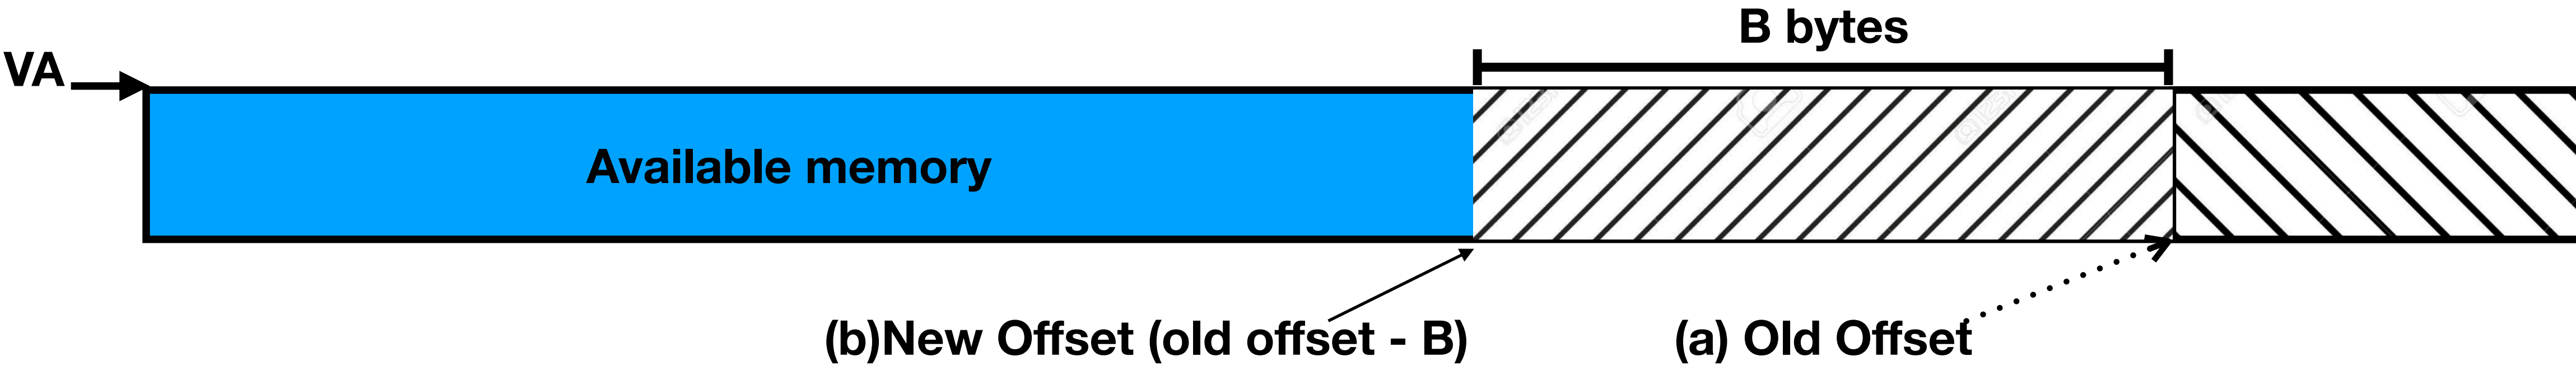 B bytes
VA
Available memory
(b)New Offset (old offset - B)
(a) Old Offset